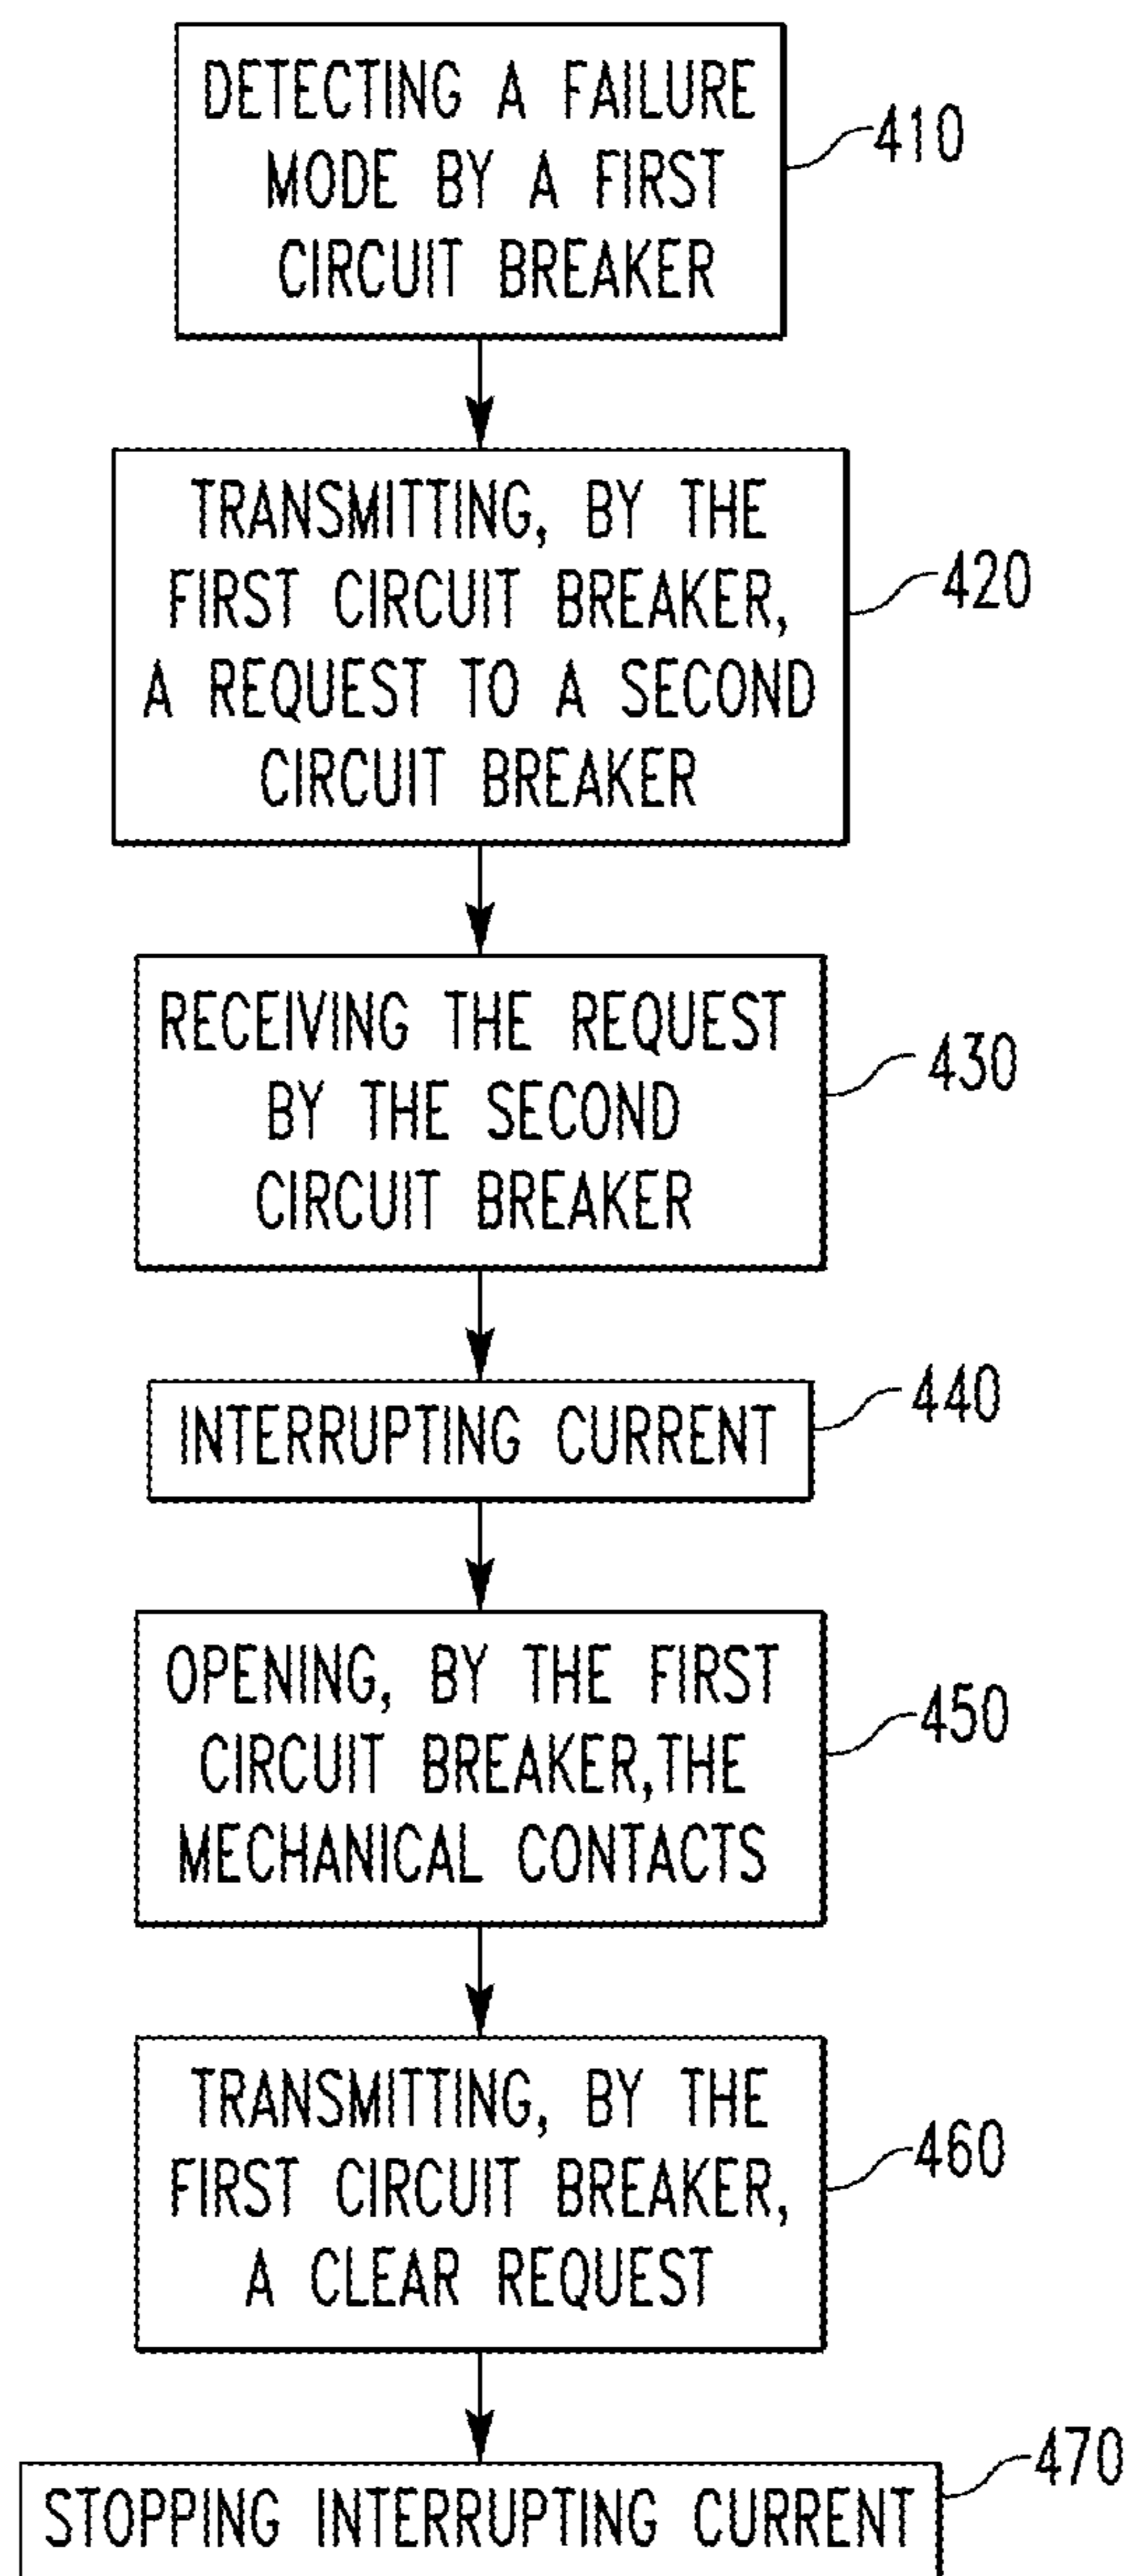 DETECTING A FAILURE
MODE BY A FIRST
CIRCUIT BREAKER
410
TRANSMITTING, BY THE
FIRST CIRCUIT BREAKER,
A REQUEST TO A SECOND
CIRCUIT BREAKER
420
RECEIVING THE REQUEST
BY THE SECOND
CIRCUIT BREAKER
430
INTERRUPTING CURRENT
440
OPENING, BY THE FIRST
CIRCUIT BREAKER,THE
MECHANICAL CONTACTS
450
TRANSMITTING, BY THE
FIRST CIRCUIT BREAKER,
A CLEAR REQUEST
460
STOPPING INTERRUPTING CURRENT
470